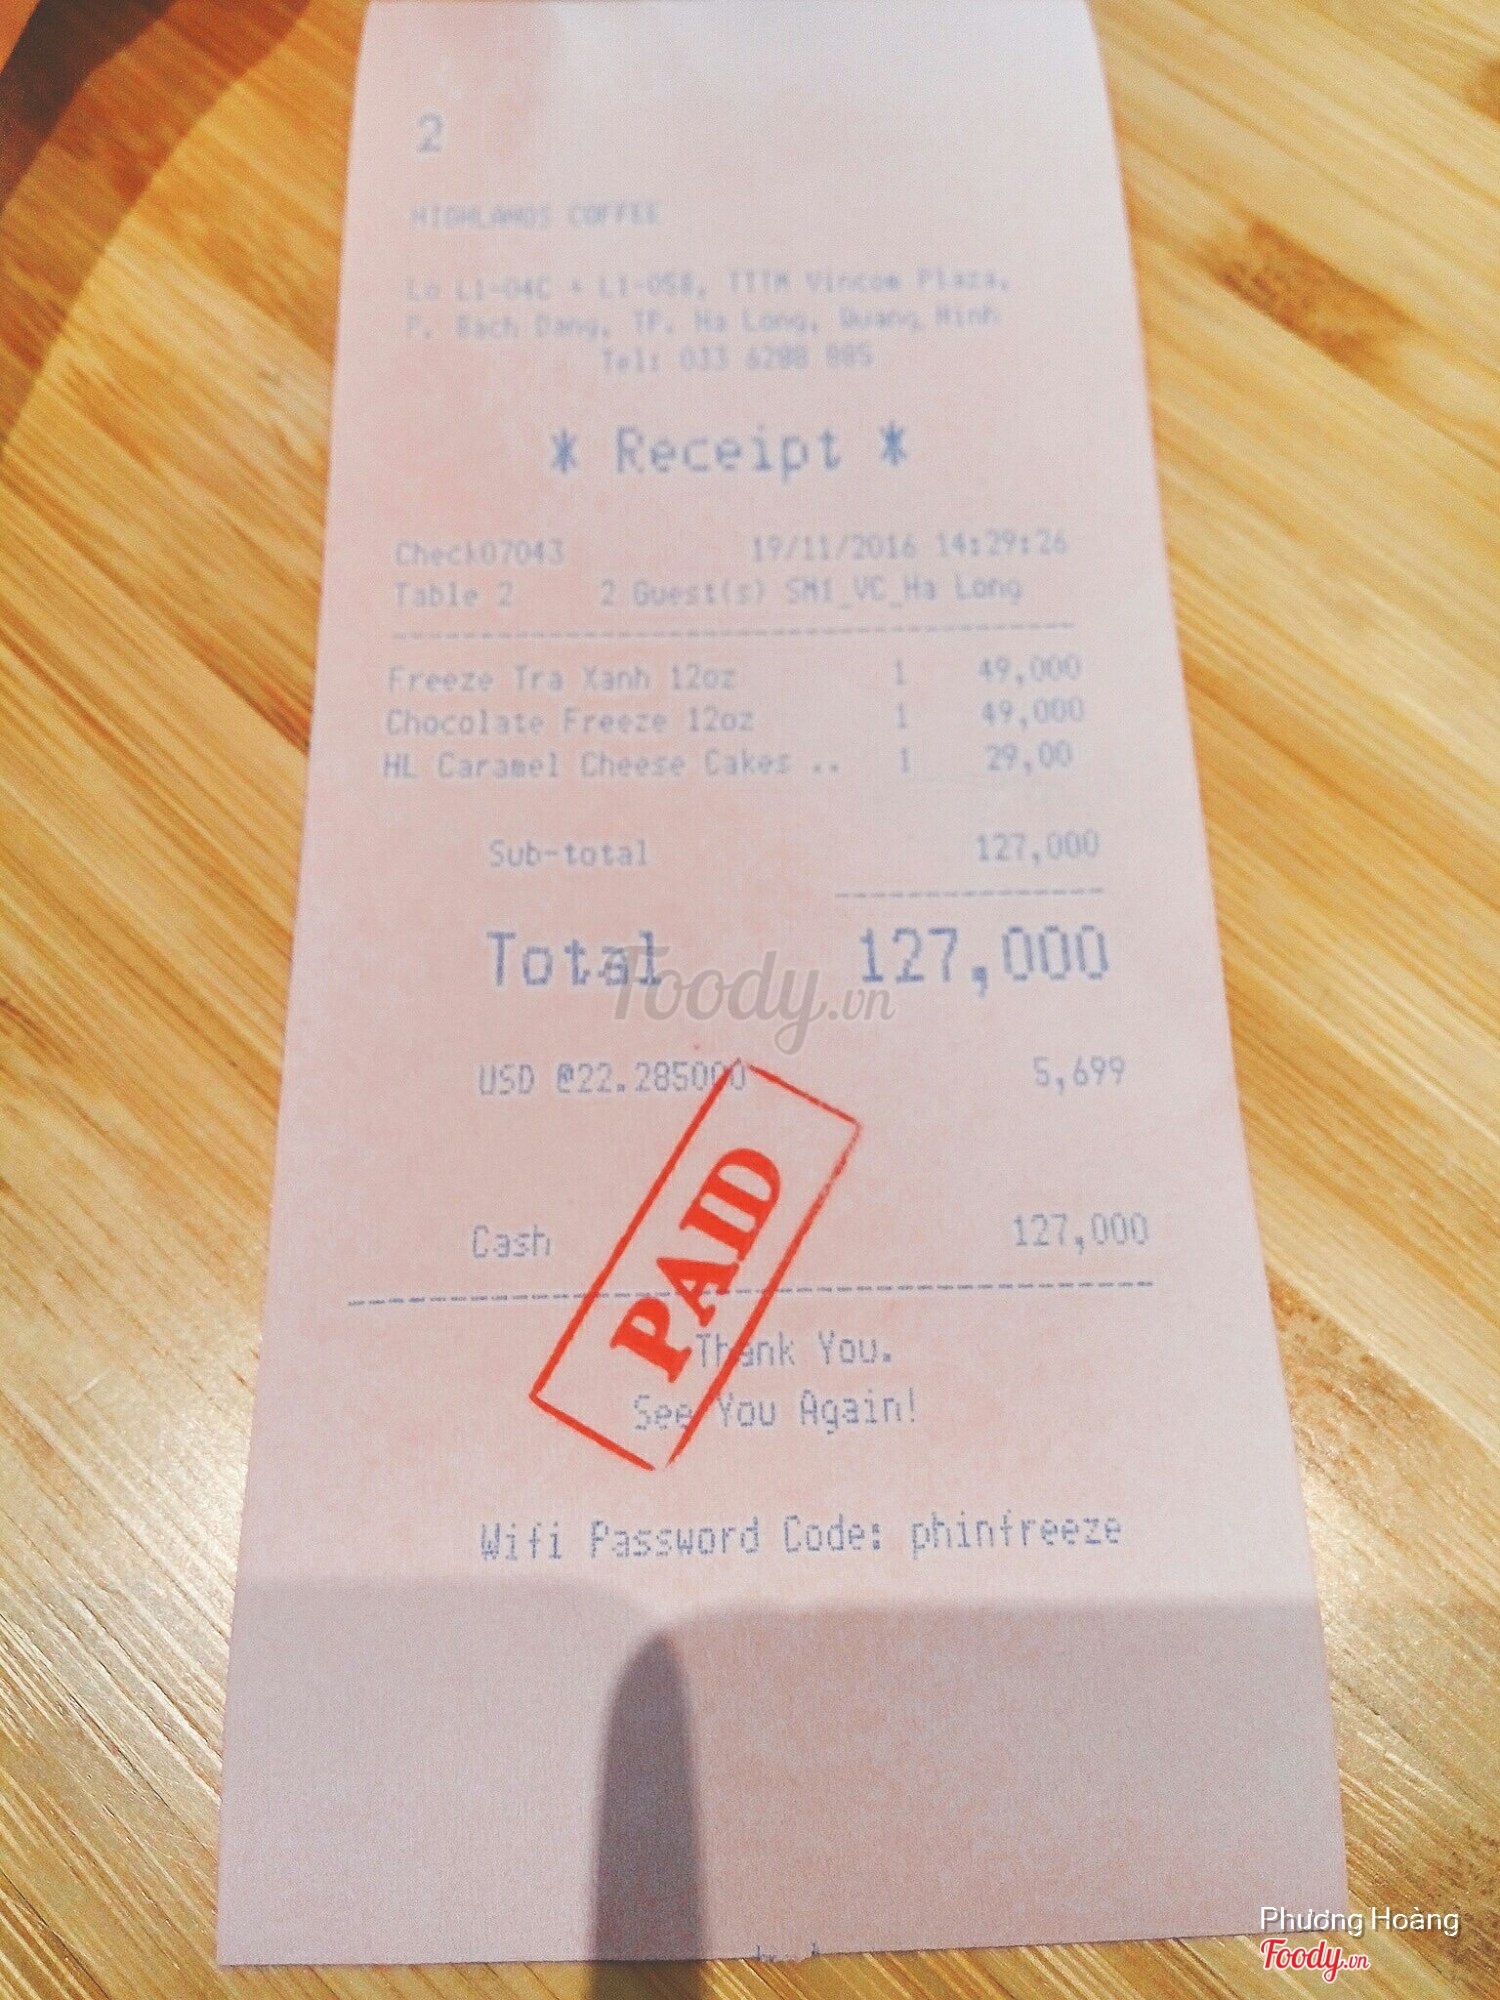 2
HIGHLANDS COFFEE
Lo L1-04C + L1-05B, TTTM Vincom Plaza,
P. Bach Dang, TP. Ha Long, Quang Ninh
Tel: 033 6288 985
* Receipt *
Check07043 19/11/2016 14:29:26
Table 2 2 Guest(s) SM1_VC_Ha Long
Freeze Tra Xanh 12oz 1 49,000
Chocolate Freeze 12oz 1 49,000
HL Caramel Cheese Cakes .. 1 29,00
Sub-total 127,000
Total 127,000
Foody.vn
USD @22.285000 5,699
PAID
Cash 127,000
Thank You.
See You Again!
Wifi Password Code: phinfreeze
Phương Hoàng
Foody.vn